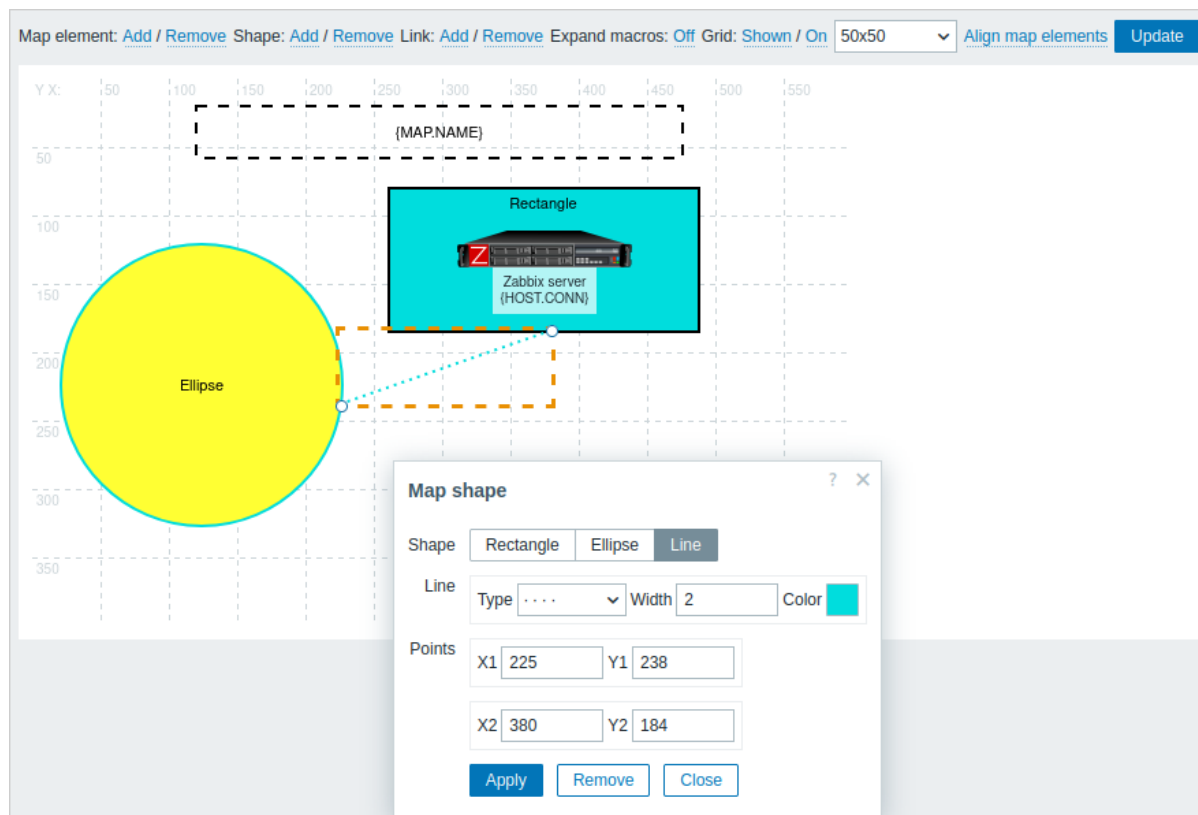 Map element: Add / Remove Shape: Add / Remove Link: Add / Remove Expand macros: Off Grid: Shown / On 50x50 Align map elements Update
Y X: 50 100 150 200 250 300 350 400 450 500 550
{MAP.NAME}
50
Rectangle
100
Z
Zabbix server
150
{HOST.CONN}
200
Ellipse
250
300
350
Map shape ?
Shape Rectangle Ellipse Line
Line
Type · · · · Width 2 Color
Points
X1 225 Y1 238
X2 380 Y2 184
Apply Remove Close